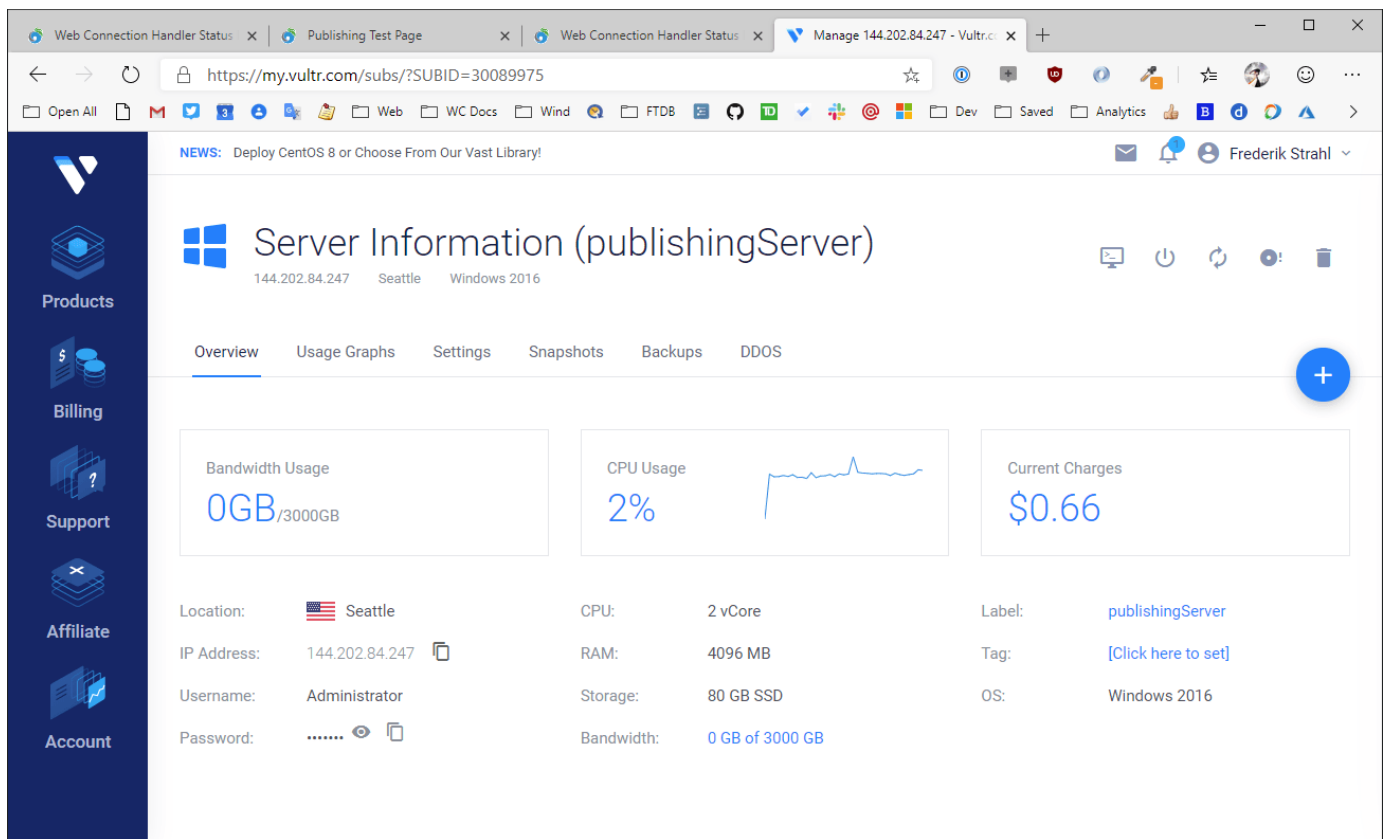 Web Connection Handler Status Publishing Test Page Web Connection Handler Status Manage 144.202.84.247 - Vultr.c
https://my.vultr.com/subs/?SUBID=30089975
Open All Web WC Docs Wind FTDB TD Dev Saved Analytics B
NEWS: Deploy CentOS 8 or Choose From Our Vast Library! Frederik Strahl
Server Information (publishingServer)
144.202.84.247 Seattle Windows 2016
Products
Overview Usage Graphs Settings Snapshots Backups DDOS
+
Billing
Bandwidth Usage CPU Usage Current Charges
0GB/3000GB 2% $0.66
Support
Location: Seattle CPU: 2 vCore Label: publishingServer
Affiliate
IP Address: 144.202.84.247 RAM: 4096 MB Tag: [Click here to set]
Username: Administrator Storage: 80 GB SSD OS: Windows 2016
Password: ....... Bandwidth: 0 GB of 3000 GB
Account